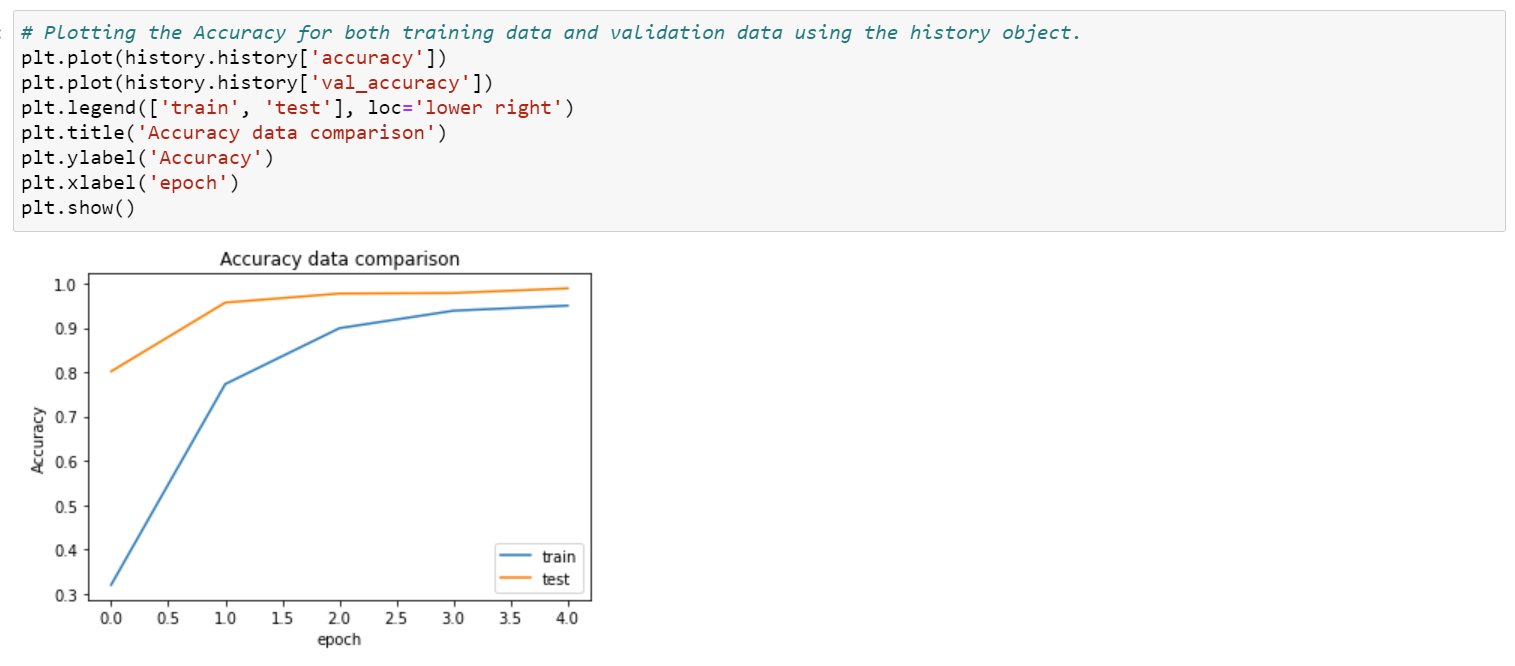 # Plotting the Accuracy for both training data and validation data using the history object.
plt.plot(history.history['accuracy'])
plt.plot(history.history['val_accuracy'])
plt.legend(['train', 'test'], loc='lower right')
plt.title('Accuracy data comparison')
plt.ylabel('Accuracy')
plt.xlabel('epoch')
plt.show()
Accuracy data comparison
1.0
0.9
0.8
0.7
0.6
0.5
0.4
0.3
Accuracy
train
test
0.0 0.5 1.0 1.5 2.0 2.5 3.0 3.5 4.0
epoch